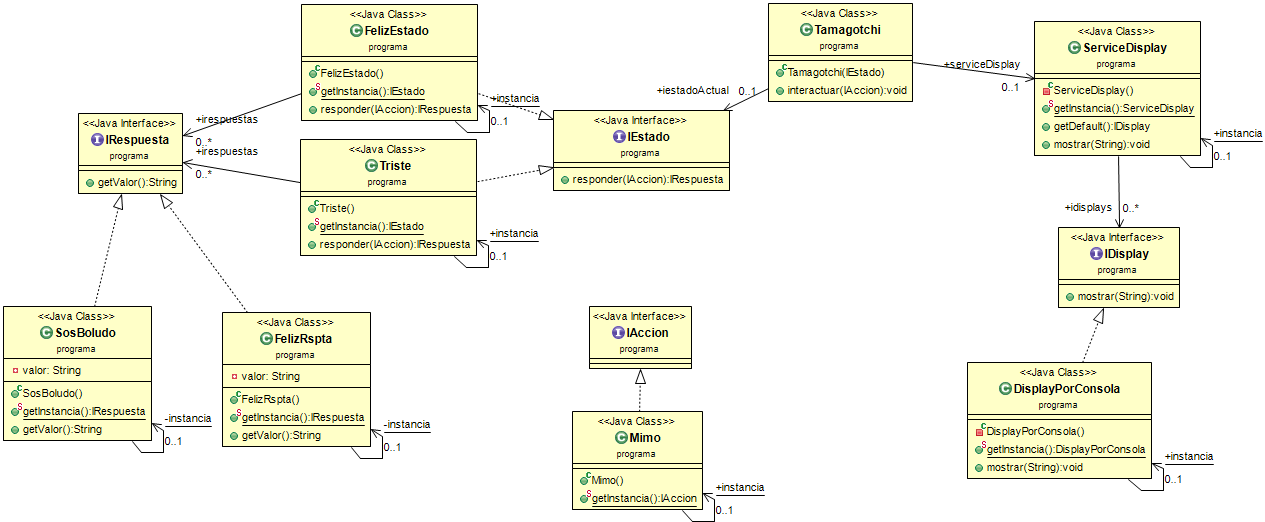 <<Java Class>>
FelizEstado
programa
FelizEstado()
getInstancia():IEstado
responder(IAccion):IRespuesta
+instancia
0..1
+irespuestas
0..*
<<Java Class>>
Tamagotchi
programa
Tamagotchi(IEstado)
interactuar(IAccion):void
+iestadoActual
0..1
+serviceDisplay
0..1
<<Java Class>>
ServiceDisplay
programa
ServiceDisplay()
getInstancia():ServiceDisplay
getDefault():IDisplay
mostrar(String):void
+instancia
0..1
+idisplays
0..*
<<Java Interface>>
IRespuesta
programa
getValor():String
+irespuestas
0..*
<<Java Class>>
Triste
programa
Triste()
getInstancia():IEstado
responder(IAccion):IRespuesta
+instancia
0..1
<<Java Interface>>
IEstado
programa
responder(IAccion):IRespuesta
<<Java Interface>>
IDisplay
programa
mostrar(String):void
<<Java Class>>
SosBoludo
programa
valor: String
SosBoludo()
getInstancia():IRespuesta
getValor():String
-instancia
0..1
<<Java Class>>
FelizRspta
programa
valor: String
FelizRspta()
getInstancia():IRespuesta
getValor():String
-instancia
0..1
<<Java Interface>>
IAccion
programa
<<Java Class>>
Mimo
programa
Mimo()
getInstancia():IAccion
+instancia
0..1
<<Java Class>>
DisplayPorConsola
programa
DisplayPorConsola()
getInstancia():DisplayPorConsola
mostrar(String):void
+instancia
0..1